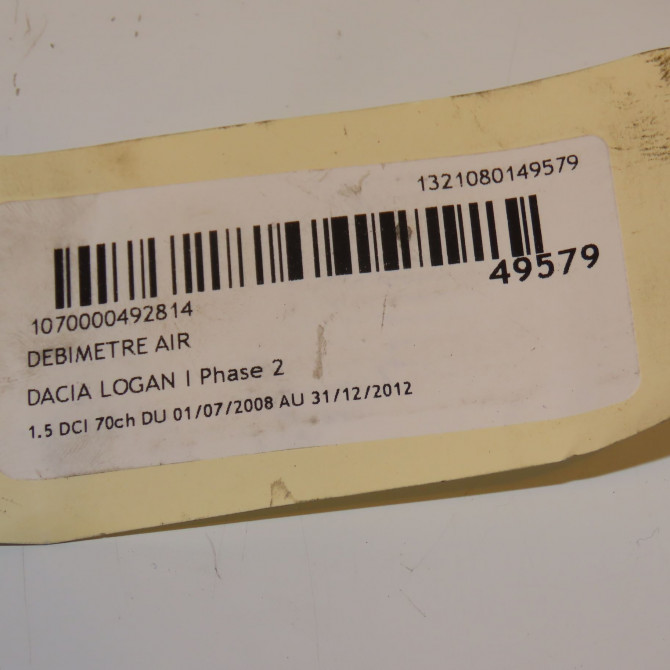 1321080149579
49579
1070000492814
DEBIMETRE AIR
DACIA LOGAN I Phase 2
1.5 DCI 70ch DU 01/07/2008 AU 31/12/2012